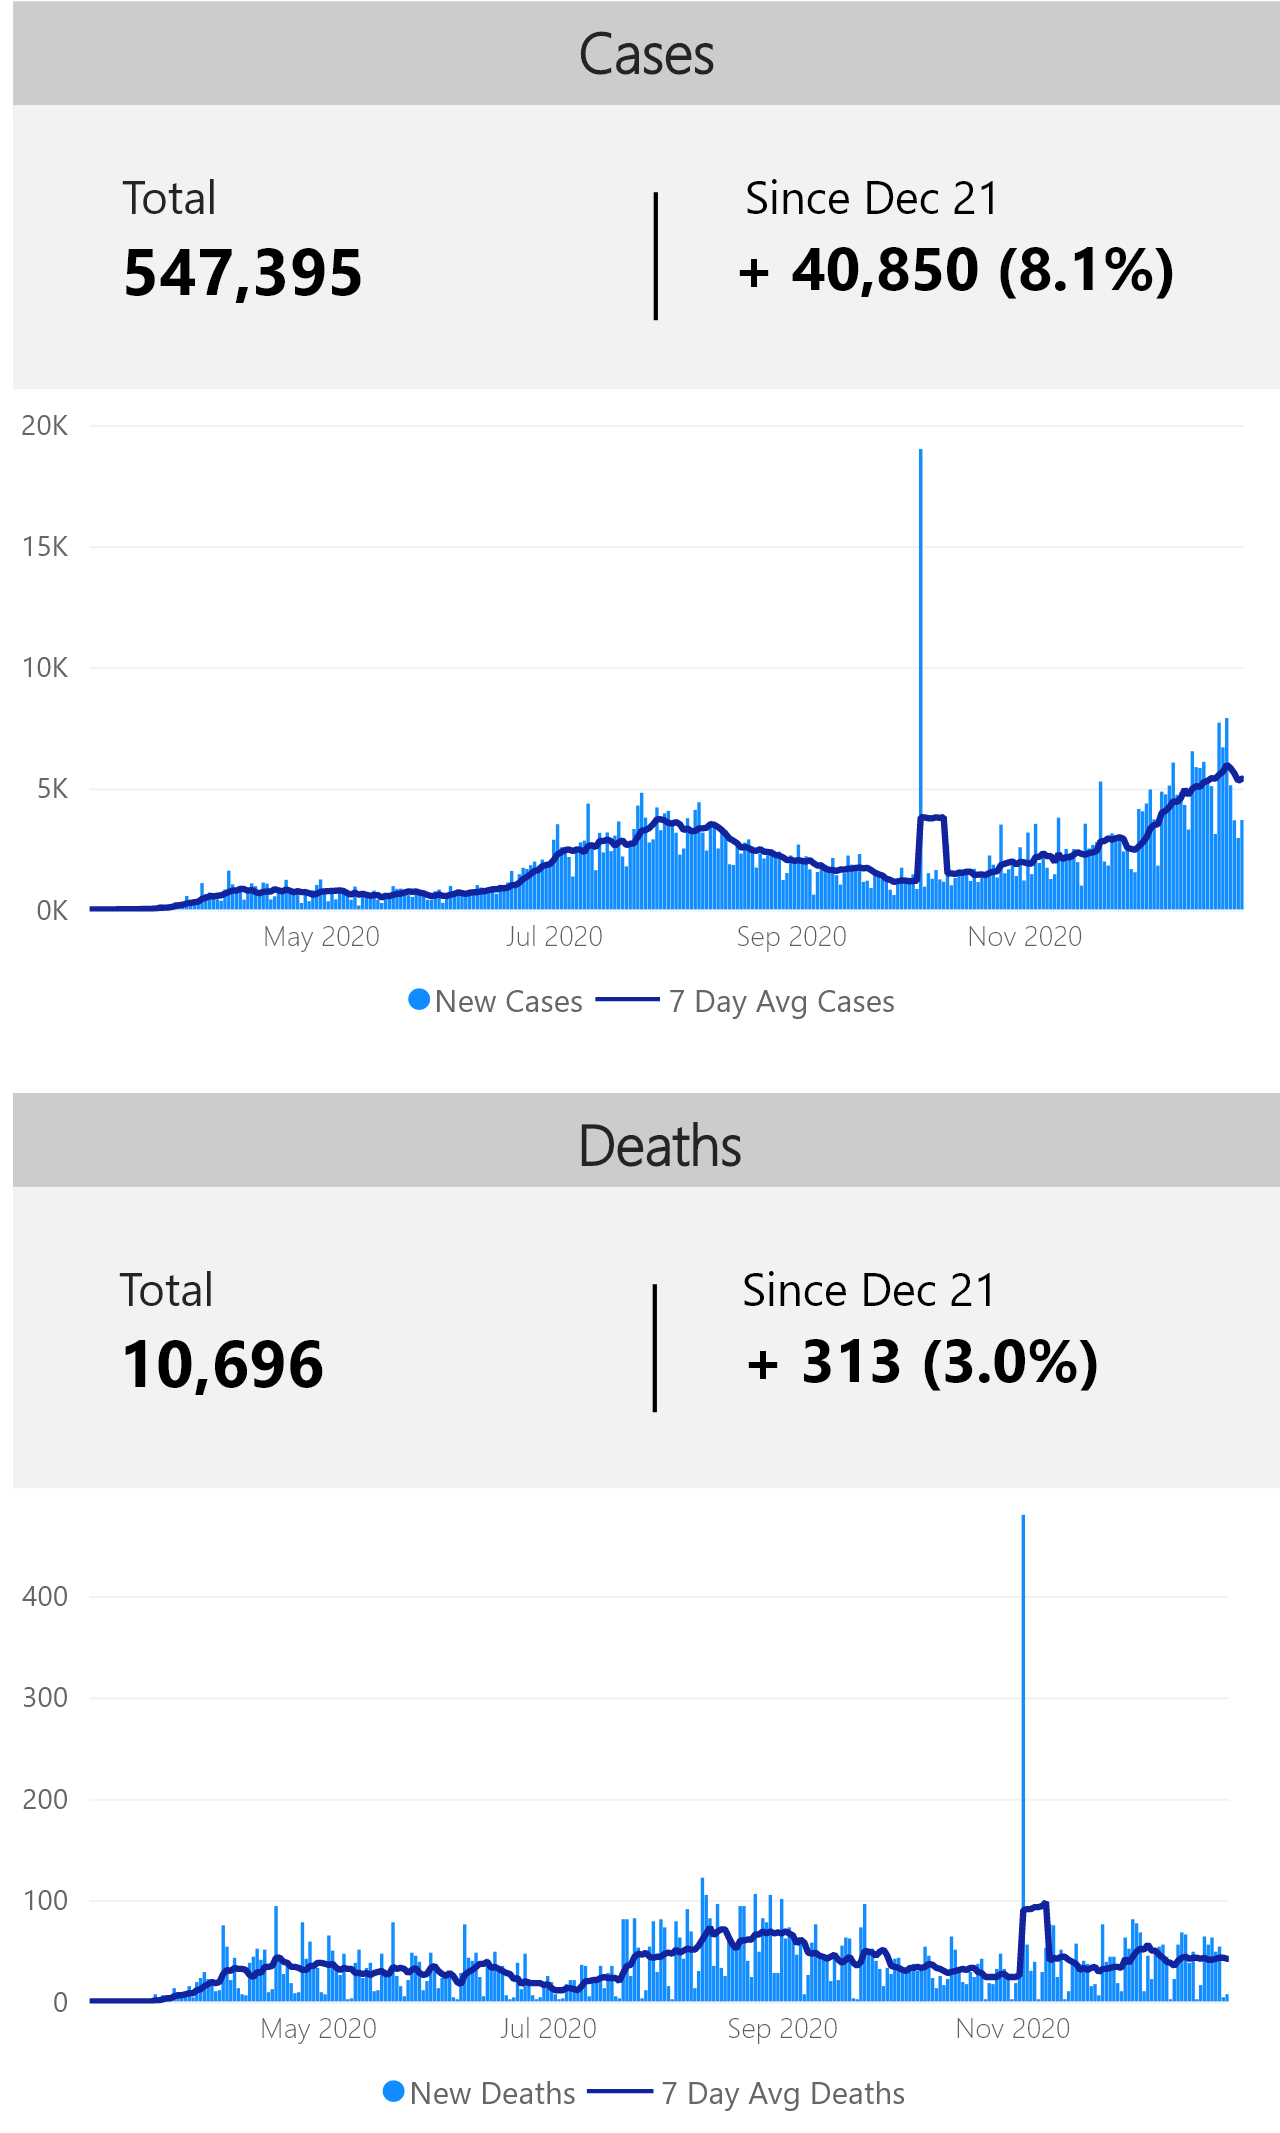 Cases
Total
547,395
Since Dec 21
+ 40,850 (8.1%)
20K
15K
10K
5K
0K
May 2020 Jul 2020 Sep 2020 Nov 2020
New Cases 7 Day Avg Cases
Deaths
Total
10,696
Since Dec 21
+ 313 (3.0%)
400
300
200
100
0
May 2020 Jul 2020 Sep 2020 Nov 2020
New Deaths 7 Day Avg Deaths